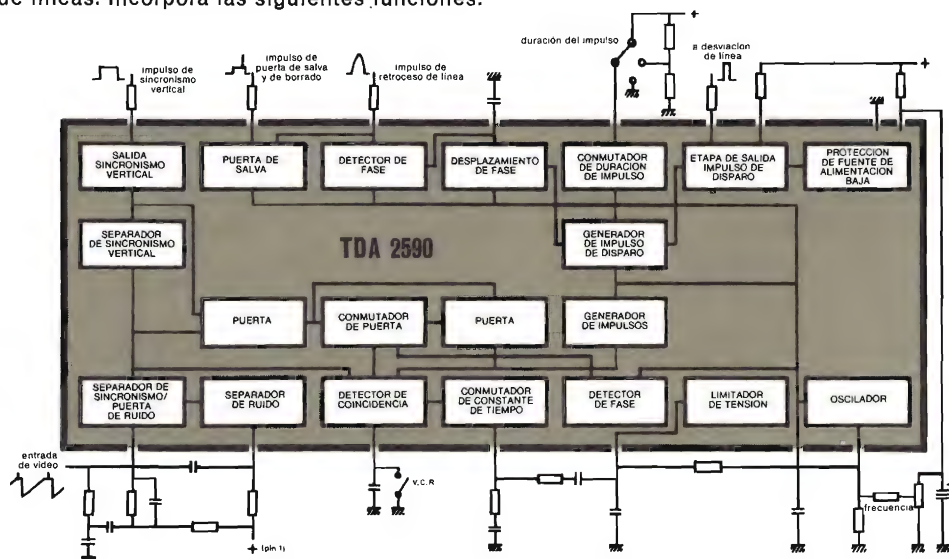 de líneas. Incorpora las siguientes funciones:
impulso de
sincronismo
vertical
impulso de
puerta de salva
y de borrado
impulso de
retroceso de línea
duración del impulso
+
a desviación
de línea
+
SALIDA
SINCRONISMO
VERTICAL
PUERTA DE
SALVA
DETECTOR DE
FASE
DESPLAZAMIENTO
DE FASE
CONMUTADOR
DE DURACION
DE IMPULSO
ETAPA DE SALIDA
IMPULSO DE
DISPARO
PROTECCION
DE FUENTE DE
ALIMENTACION
BAJA
SEPARADOR
DE SINCRONISMO
VERTICAL
TDA 2590
GENERADOR
DE IMPULSO
DE DISPARO
PUERTA
CONMUTADOR
DE PUERTA
PUERTA
GENERADOR
DE IMPULSOS
SEPARADOR DE
SINCRONISMO/
PUERTA
DE RUIDO
SEPARADOR
DE RUIDO
DETECTOR DE
COINCIDENCIA
CONMUTADOR
DE CONSTANTE
DE TIEMPO
DETECTOR
DE FASE
LIMITADOR
DE TENSION
OSCILADOR
entrada
de video
V.C.R
frecuencia
+ (pin 1)